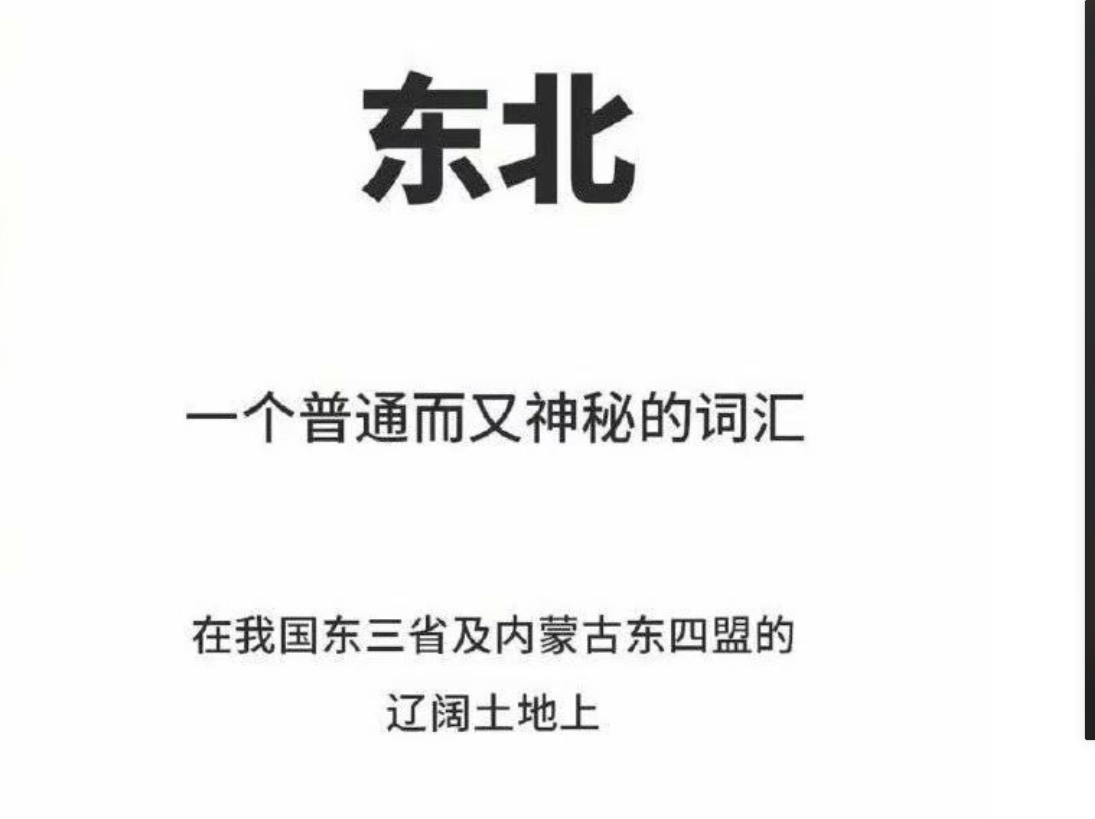 东北
一个普通而又神秘的词汇
在我国东三省及内蒙古东四盟的
辽阔土地上